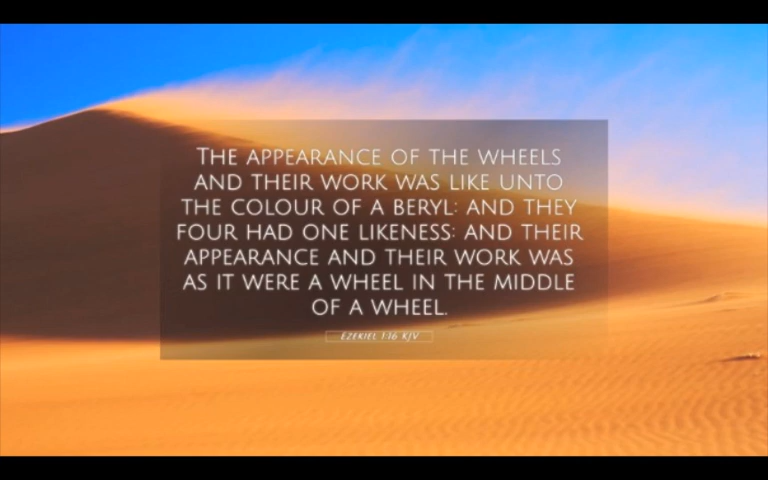 The appearance of the wheels
and their work was like unto
the colour of a beryl: and they
four had one likeness: and their
appearance and their work was
as it were a wheel in the middle
of a wheel.
EZEKIEL 1:16 KJV